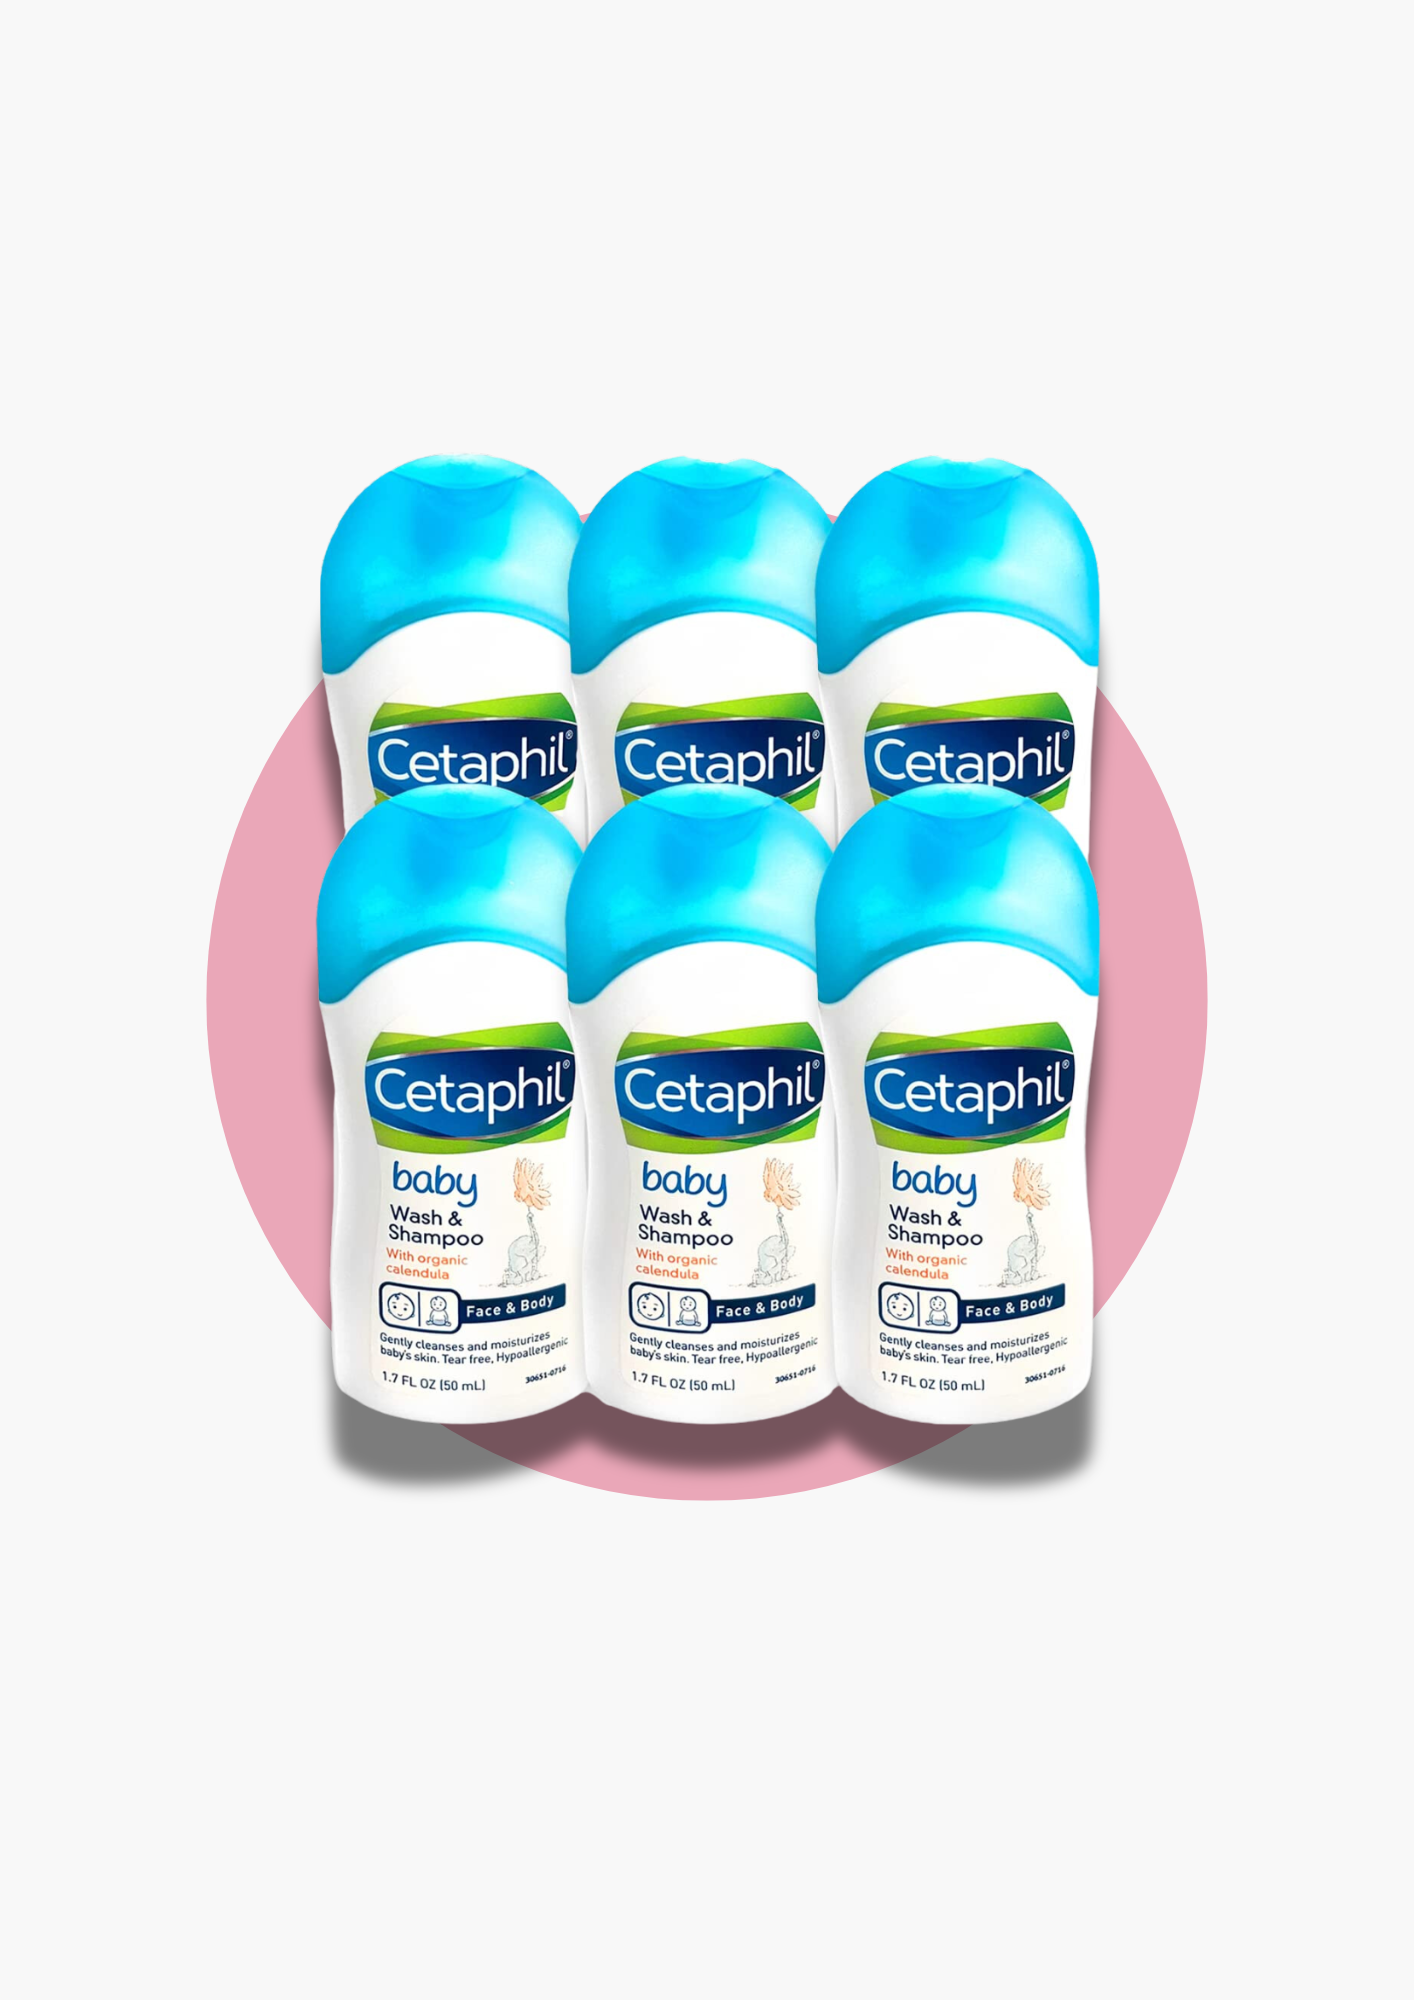 Cetaphil®
Cetaphil®
Cetaphil®
Cetaphil®
baby
Wash &
Shampoo
With organic
calendula
Face & Body
Gently cleanses and moisturizes
baby's skin. Tear free, Hypoallergenic
1.7 FL OZ (50 mL)
30651-0716
Cetaphil®
baby
Wash &
Shampoo
With organic
calendula
Face & Body
Gently cleanses and moisturizes
baby's skin. Tear free, Hypoallergenic
1.7 FL OZ (50 mL)
30651-0716
Cetaphil®
baby
Wash &
Shampoo
With organic
calendula
Face & Body
Gently cleanses and moisturizes
baby's skin. Tear free, Hypoallergenic
1.7 FL OZ (50 mL)
30651-0716